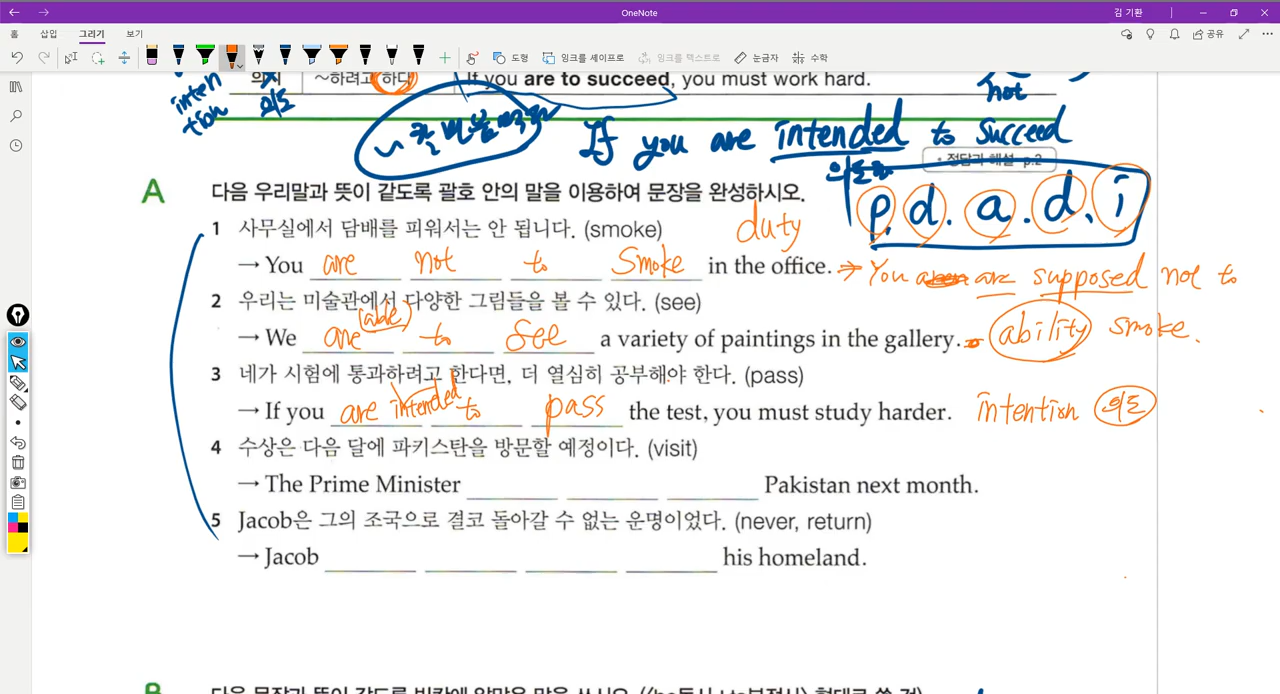 OneNote
김 기환
홈 삽입 그리기 보기
도형 잉크를 셰이프로 잉크를 텍스트로 눈금자 수학 공유
inten
tion
의지
의도
~하려고 하다
If you are to succeed, you must work hard.
not
If you are intended to succeed
의도된
• 정답과 해설 p.2
p. d. a. d. i
A 다음 우리말과 뜻이 같도록 괄호 안의 말을 이용하여 문장을 완성하시오.
1 사무실에서 담배를 피워서는 안 됩니다. (smoke) duty
→ You are not to smoke in the office. → You are supposed not to
smoke.
2 우리는 미술관에서 다양한 그림들을 볼 수 있다. (see)
(able)
→ We are to see a variety of paintings in the gallery. → ability
3 네가 시험에 통과하려고 한다면, 더 열심히 공부해야 한다. (pass)
→ If you are intended to pass the test, you must study harder. intention 의도
4 수상은 다음 달에 파키스탄을 방문할 예정이다. (visit)
→ The Prime Minister Pakistan next month.
5 Jacob은 그의 조국으로 결코 돌아갈 수 없는 운명이었다. (never, return)
→ Jacob his homeland.